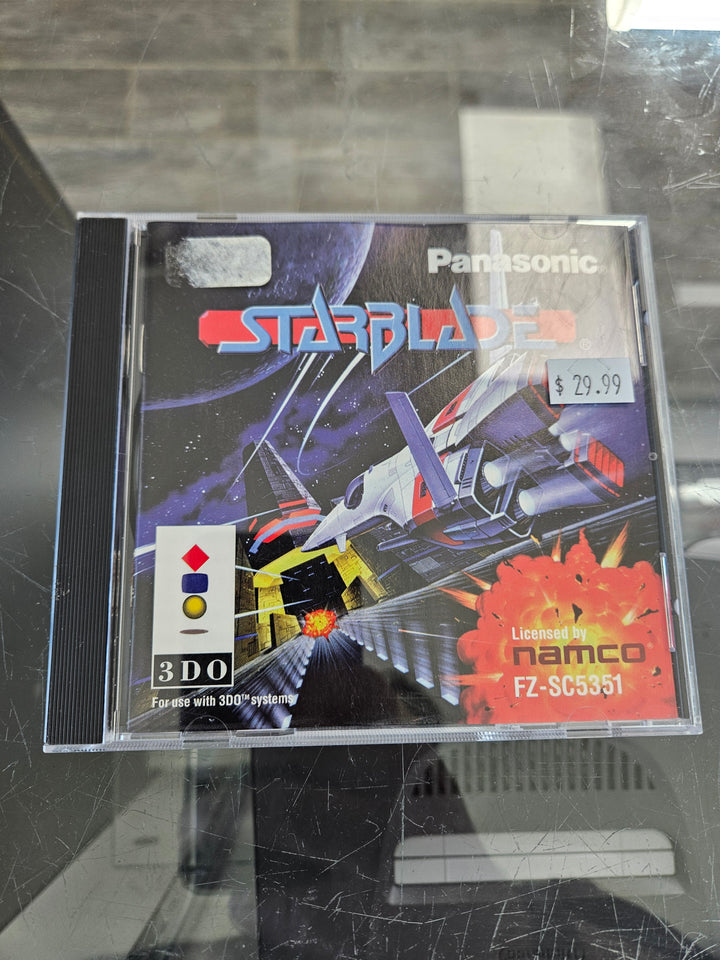 Panasonic®
STARBLADE®
$ 29.99
Licensed by
namco
FZ-SC5351
3DO
For use with 3DO™ systems